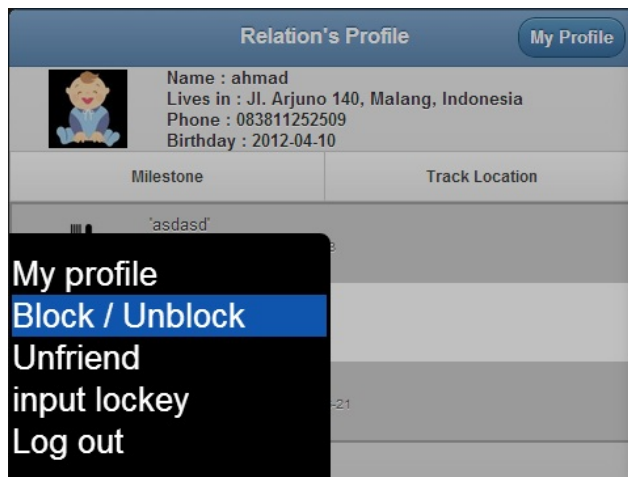 Relation's Profile
My Profile
Name : ahmad
Lives in : Jl. Arjuno 140, Malang, Indonesia
Phone : 083811252509
Birthday : 2012-04-10
Milestone
Track Location
'asdasd'
My profile
Block / Unblock
Unfriend
input lockey
-21
Log out